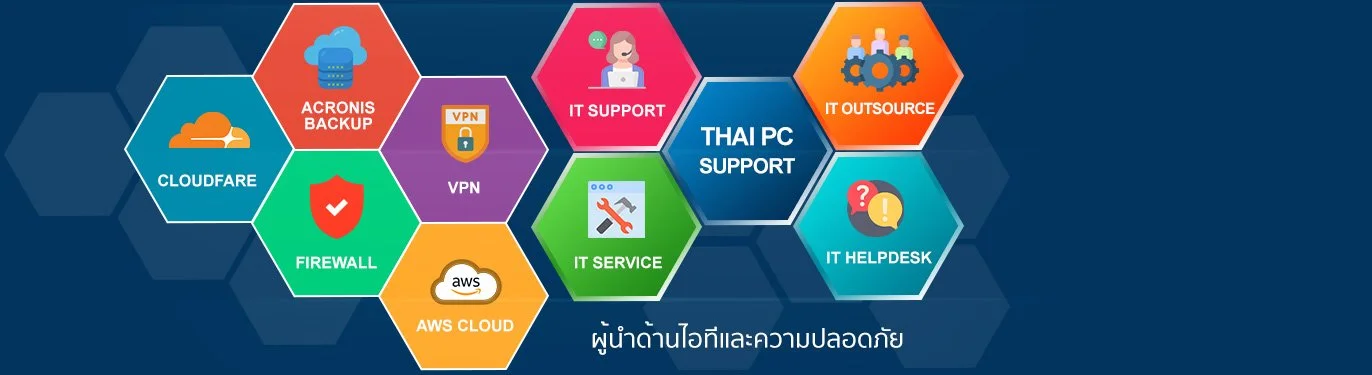 ACRONIS
BACKUP
CLOUDFARE
VPN
VPN
FIREWALL
aws
AWS CLOUD
IT SUPPORT
THAI PC
SUPPORT
IT OUTSOURCE
IT SERVICE
?
!
IT HELPDESK
ผู้นำด้านไอทีและความปลอดภัย